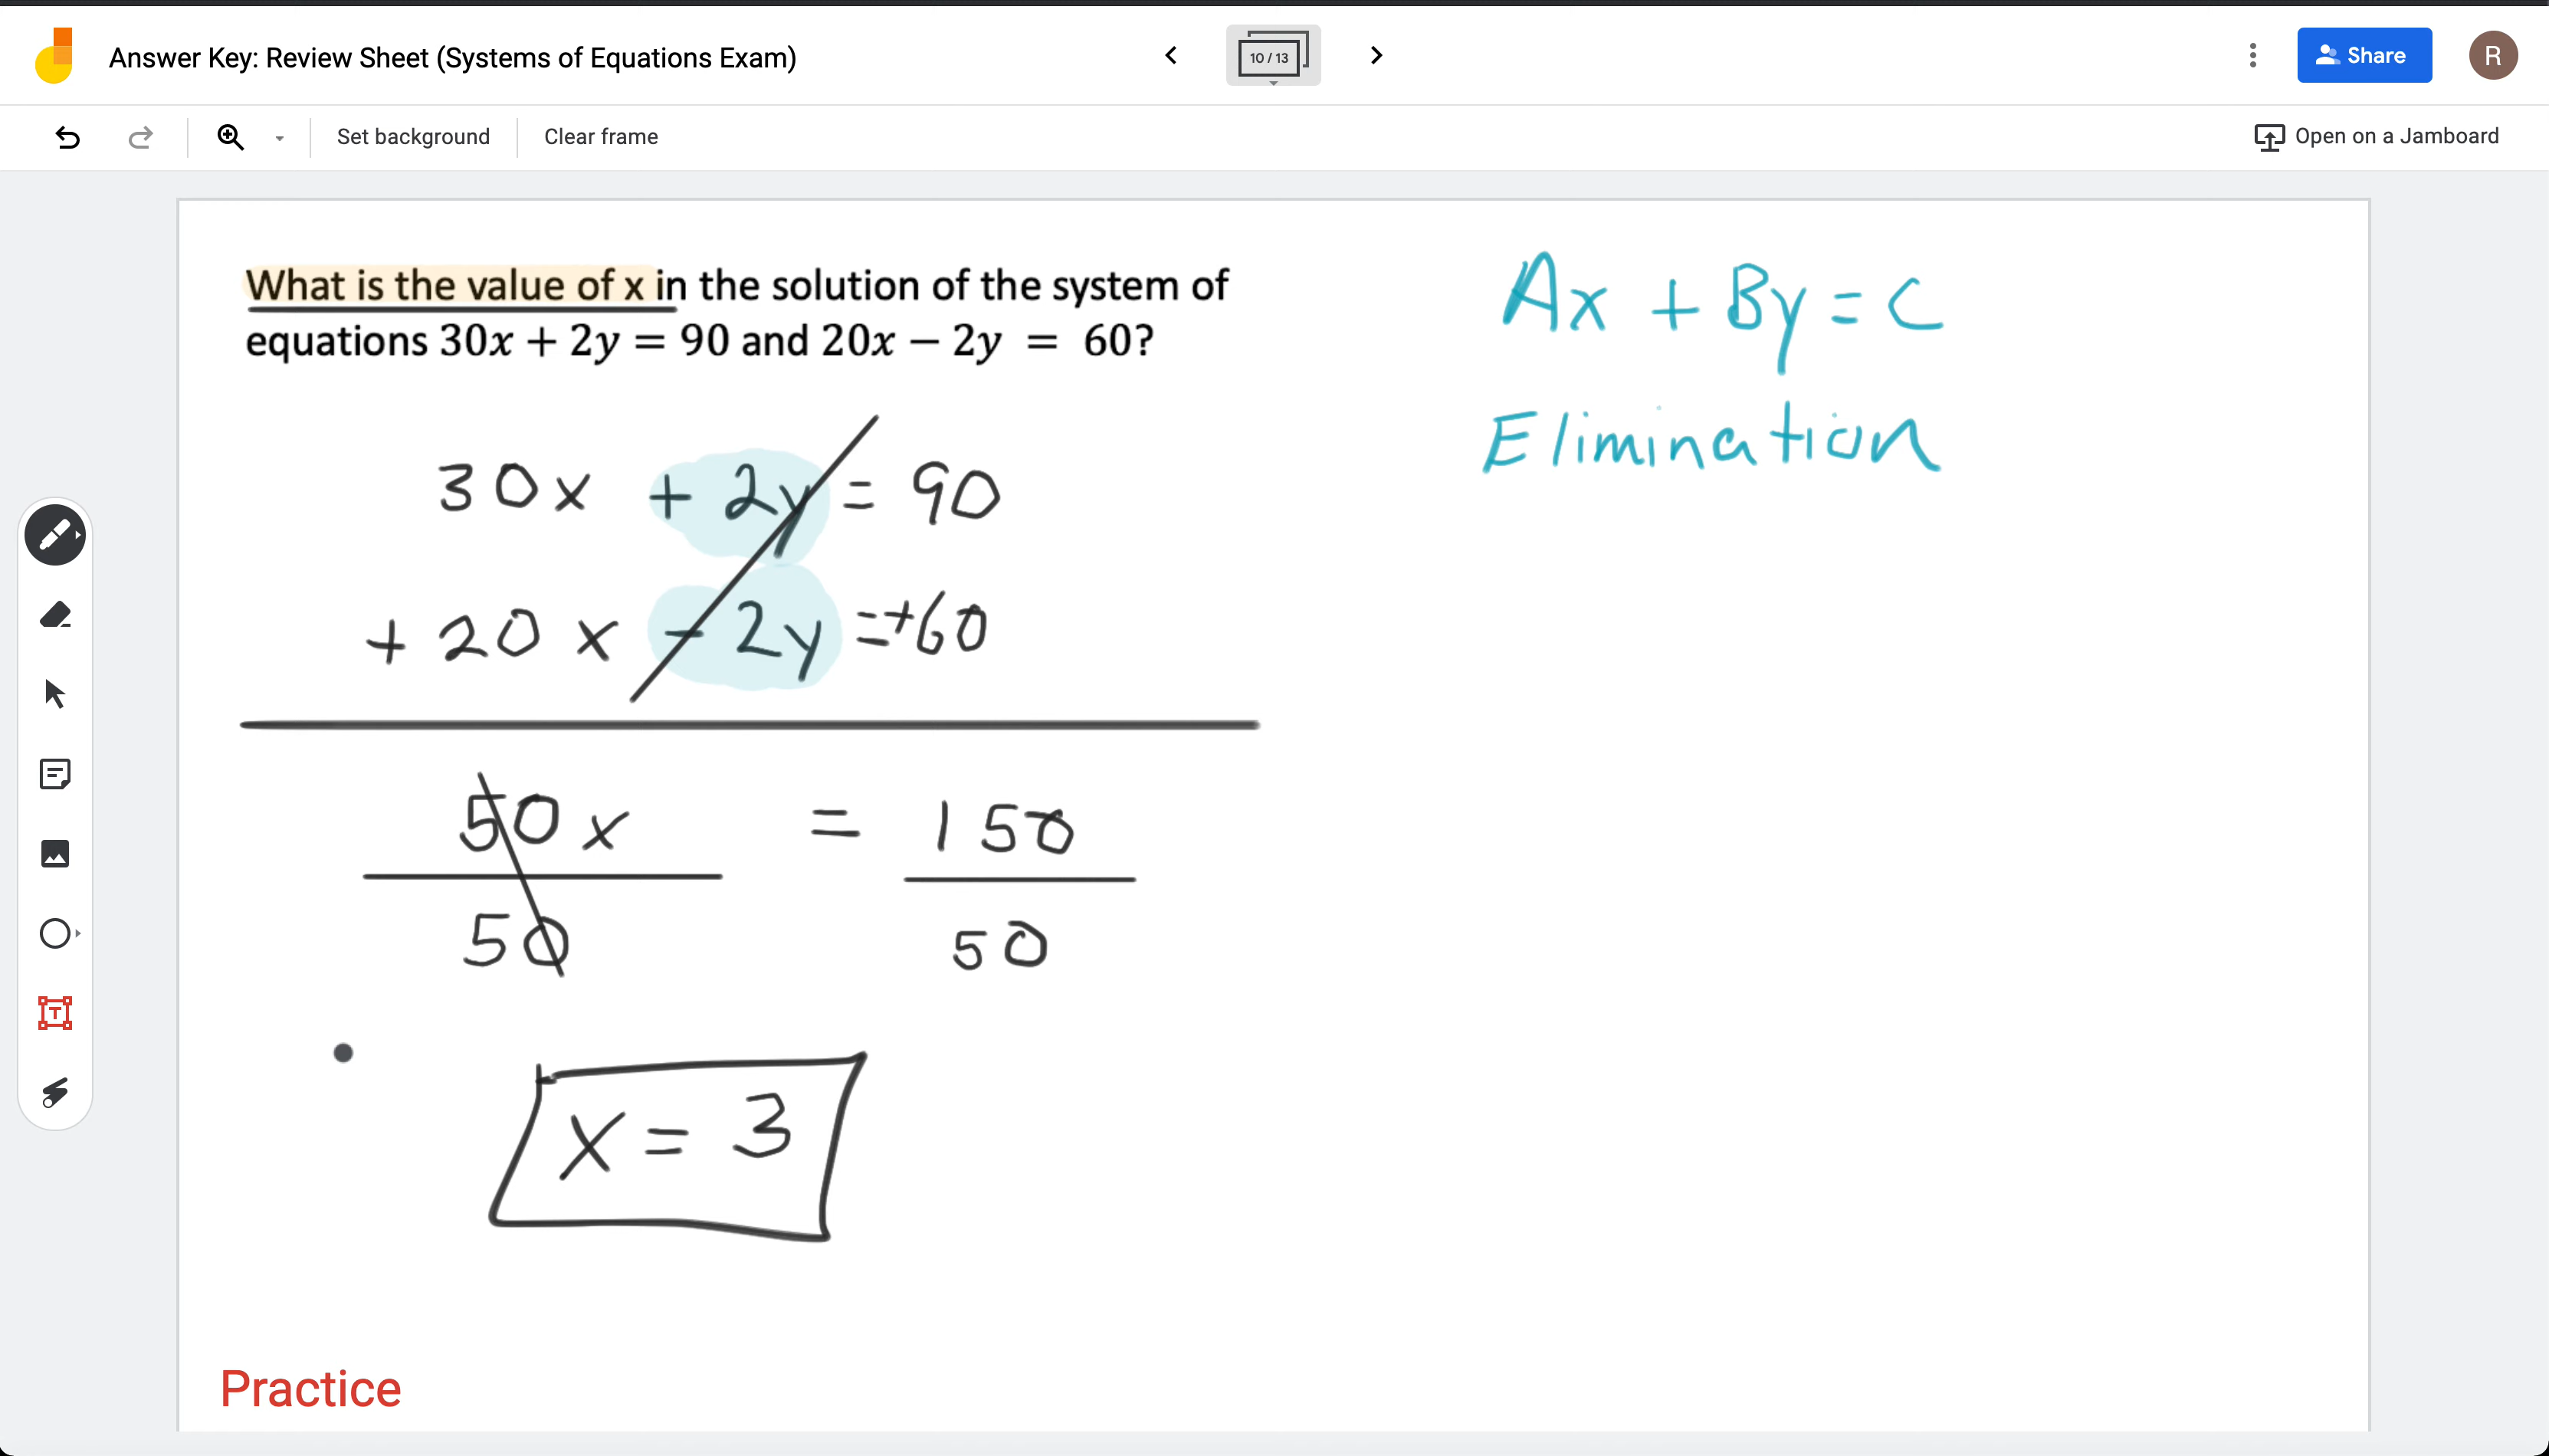 Answer Key: Review Sheet (Systems of Equations Exam)
10 / 13
Share
R
Set background
Clear frame
Open on a Jamboard
What is the value of x in the solution of the system of
equations 30x + 2y = 90 and 20x − 2y = 60?
Ax + By = C
Elimination
30x + 2y = 90
+ 20x − 2y = +60
50x = 150
50 50
x = 3
Practice